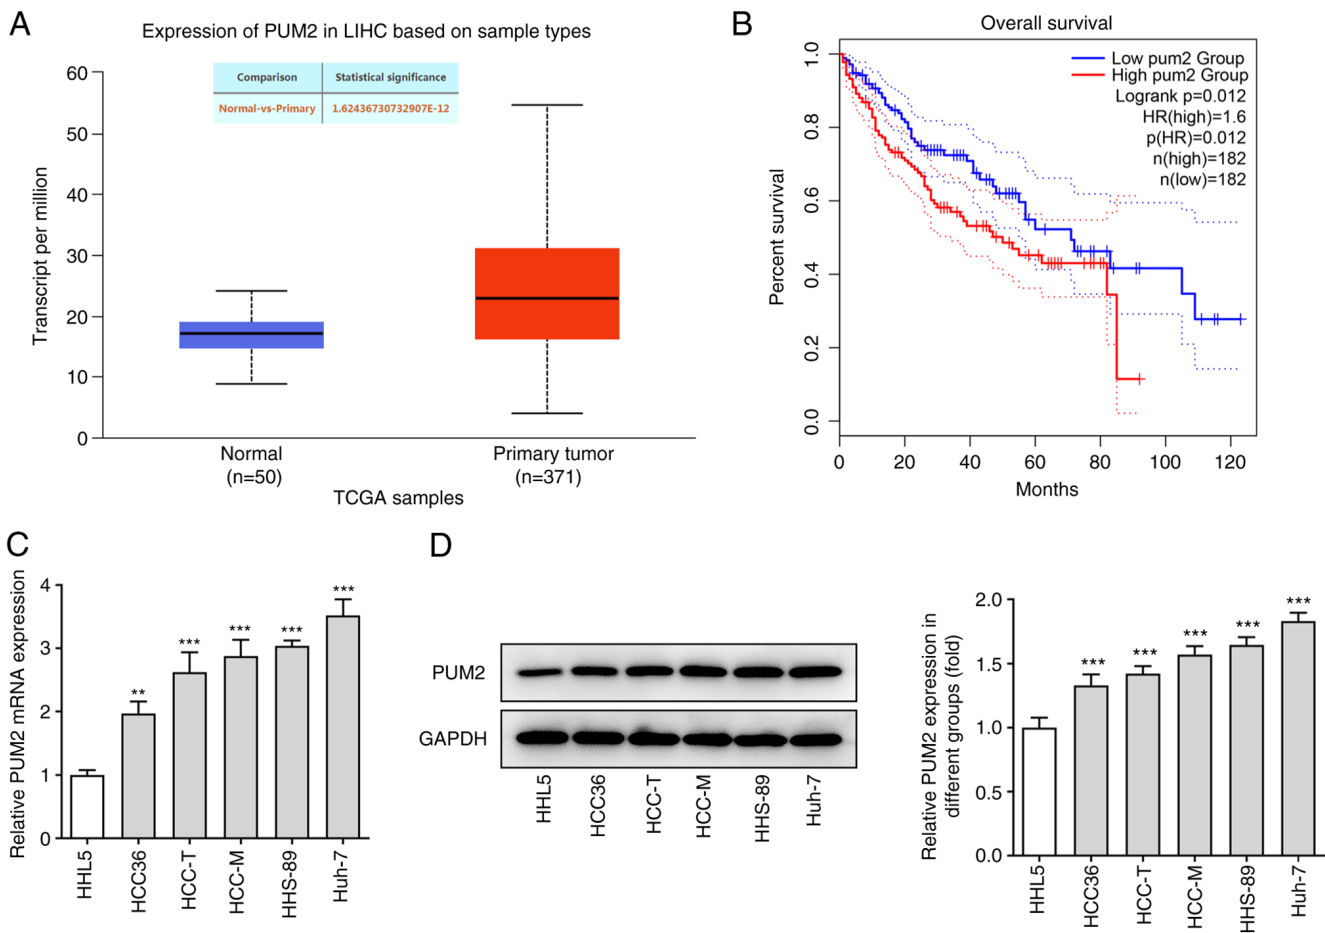 A
Expression of PUM2 in LIHC based on sample types
Comparison Statistical significance
Normal-vs-Primary 1.62436730732907E-12
Transcript per million
60
50
40
30
20
10
0
Normal
(n=50)
Primary tumor
(n=371)
TCGA samples
B
Overall survival
Low pum2 Group
High pum2 Group
Logrank p=0.012
HR(high)=1.6
p(HR)=0.012
n(high)=182
n(low)=182
Percent survival
1.0
0.8
0.6
0.4
0.2
0.0
0 20 40 60 80 100 120
Months
C
Relative PUM2 mRNA expression
4
3
2
1
0
** *** *** *** ***
HHL5 HCC36 HCC-T HCC-M HHS-89 Huh-7
D
PUM2
GAPDH
HHL5 HCC36 HCC-T HCC-M HHS-89 Huh-7
Relative PUM2 expression in
different groups (fold)
2.0
1.5
1.0
0.5
0.0
*** *** *** *** ***
HHL5 HCC36 HCC-T HCC-M HHS-89 Huh-7